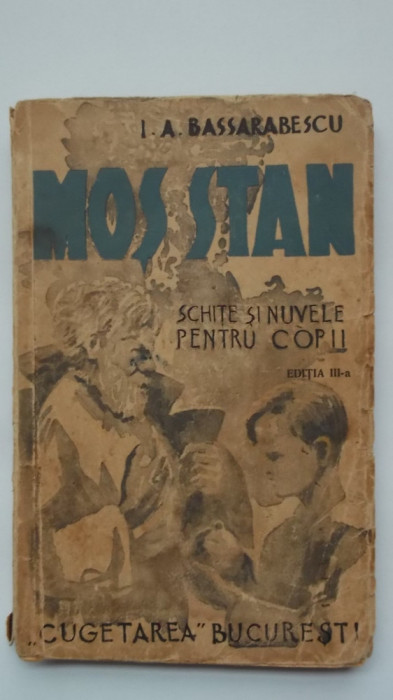 I. A. BASSARABESCU
MOȘ STAN
SCHIȚE ȘI NUVELE
PENTRU COPII
EDIȚIA III-a
„CUGETAREA” BUCUREȘTI